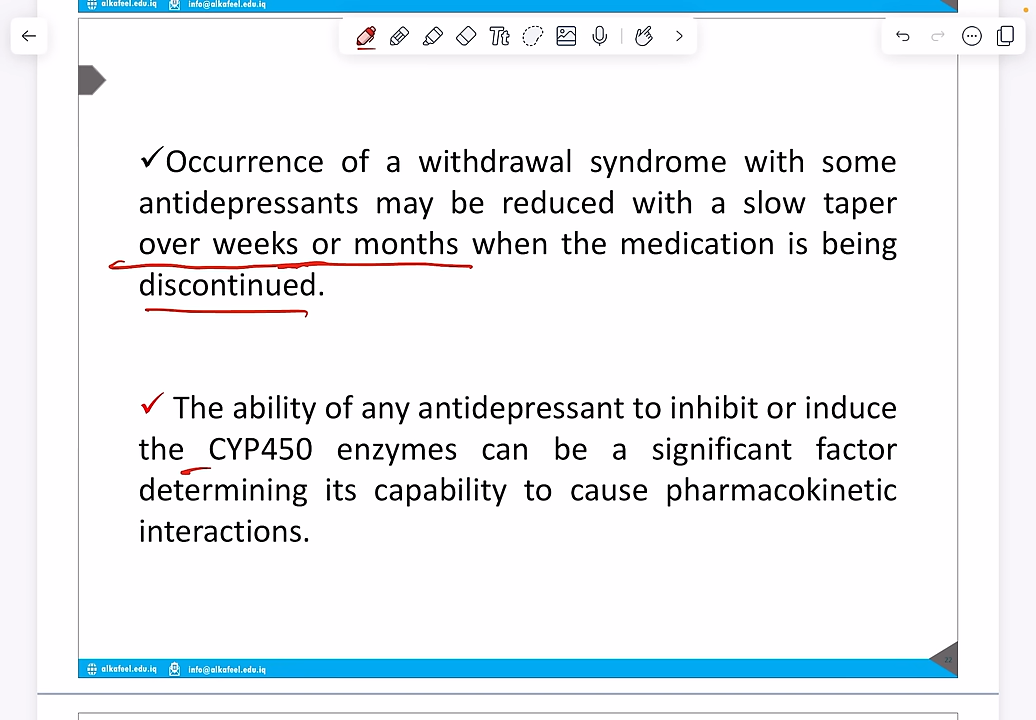 alkafeel.edu.iq info@alkafeel.edu.iq
Tt
✓Occurrence of a withdrawal syndrome with some
antidepressants may be reduced with a slow taper
over weeks or months when the medication is being
discontinued.
✓ The ability of any antidepressant to inhibit or induce
the CYP450 enzymes can be a significant factor
determining its capability to cause pharmacokinetic
interactions.
alkafeel.edu.iq info@alkafeel.edu.iq 22